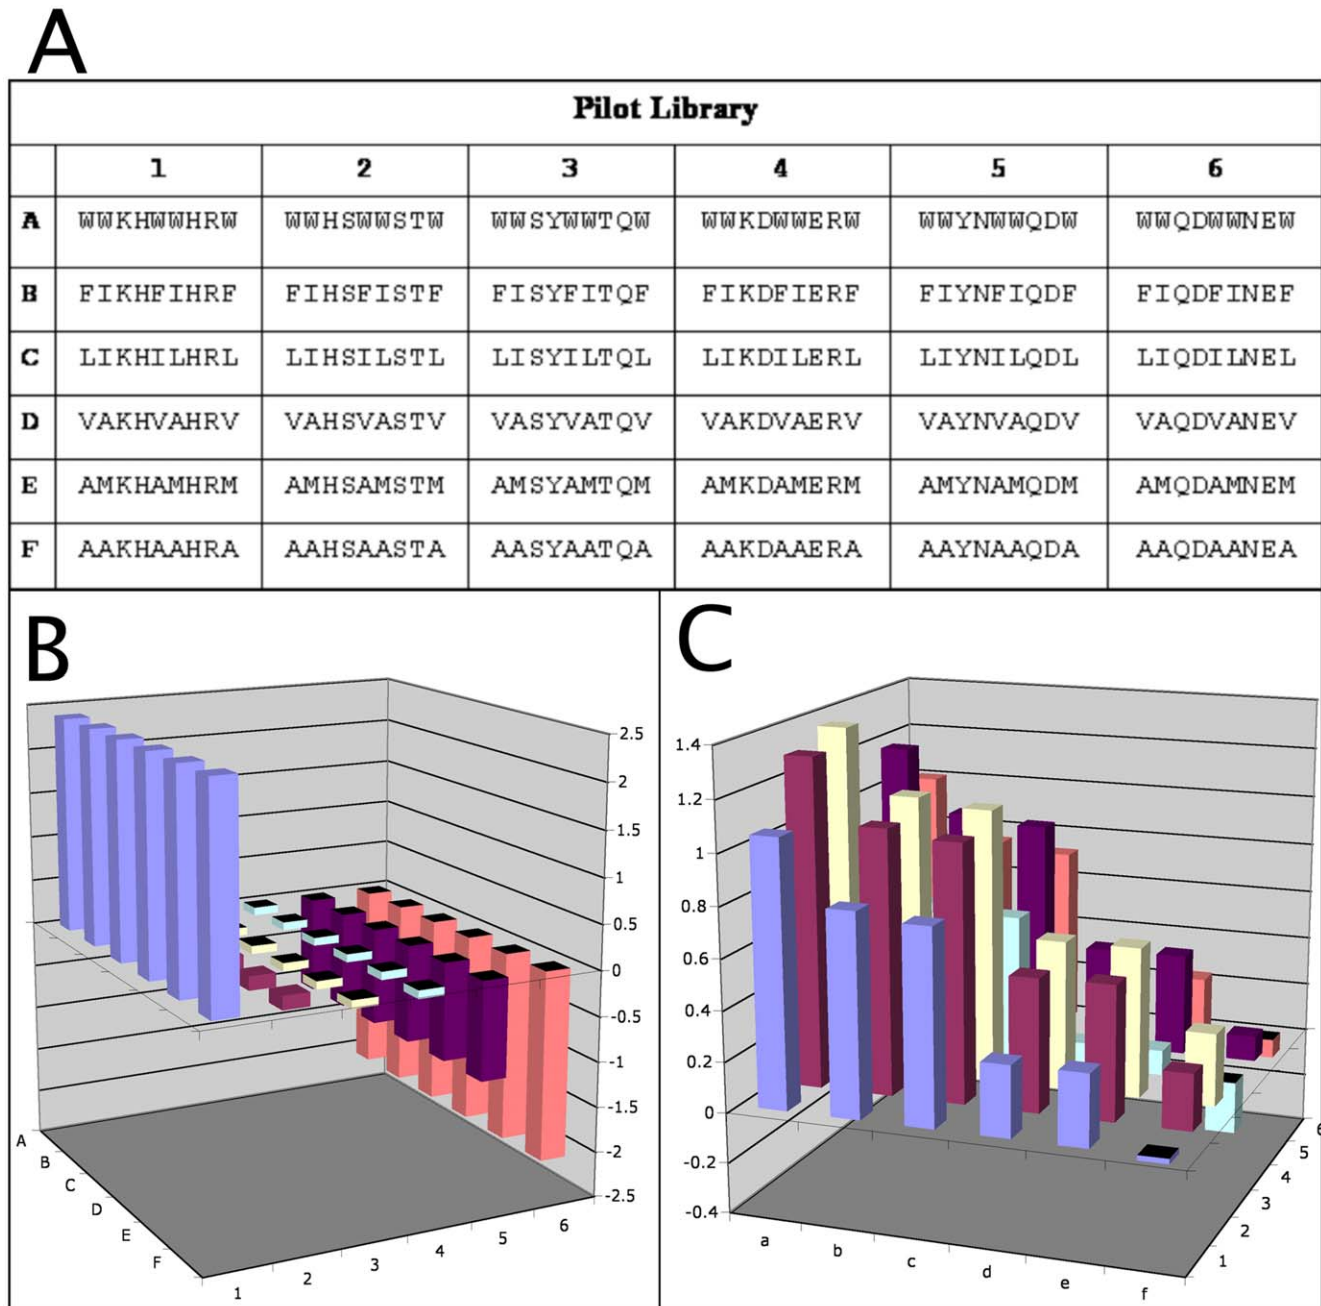 A
Pilot Library
1 2 3 4 5 6
A WWKHWWHRW WWHSWWSTW WWSYWWTQW WWKDWWERW WWYNWWQDW WWQDWWNEW
B FIKHFIHRF FIHSFISTF FISYFITQF FIKDFIERF FIYNFIQDF FIQDFINEF
C LIKHILHRL LIHSILSTL LISYILTQL LIKDILERL LIYNILQDL LIQDILNEL
D VAKHVAHRV VAHSVASTV VASYVATQV VAKDVAERV VAYNVAQDV VAQDVANEV
E AMKHAMHRM AMHSAMSTM AMSYAMTQM AMKDAMERM AMYNAMQDM AMQDAMNEM
F AAKHAAHRA AAHSAASTA AASYAATQA AAKDAAERA AAYNAAQDA AAQDAANEA
B
2.5
2
1.5
1
0.5
0
-0.5
-1
-1.5
-2
-2.5
A
B
C
D
E
F
1
2
3
4
5
6
C
1.4
1.2
1
0.8
0.6
0.4
0.2
0
-0.2
-0.4
a
b
c
d
e
f
1
2
3
4
5
6